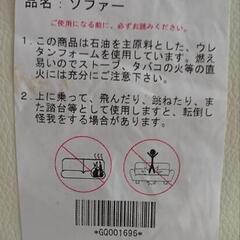 品名：ソファー
ご使用になる前に、必ずお読みください。
1. この商品は石油を主原料とした、ウレ
タンフォームを使用しています。燃え
易いのでストーブ、タバコの火等の直
火には充分にご注意下さい。
2. 上に乗って、飛んだり、跳ねたり、ま
た踏台等として使用しますと、転倒し
怪我をする場合があります。
*GQ001696*